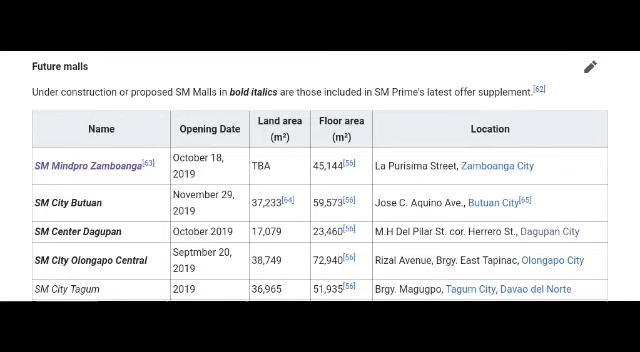 Future malls
Under construction or proposed SM Malls in bold italics are those included in SM Prime's latest offer supplement.[62]
Name Opening Date Land area (m²) Floor area (m²) Location
SM Mindpro Zamboanga[63] October 18, 2019 TBA 45,144[56] La Purisima Street, Zamboanga City
SM City Butuan November 29, 2019 37,233[64] 59,573[56] Jose C. Aquino Ave., Butuan City[65]
SM Center Dagupan October 2019 17,079 23,460[56] M.H Del Pilar St. cor. Herrero St., Dagupan City
SM City Olongapo Central Septmber 20, 2019 38,749 72,940[56] Rizal Avenue, Brgy. East Tapinac, Olongapo City
SM City Tagum 2019 36,965 51,935[56] Brgy. Magugpo, Tagum City, Davao del Norte